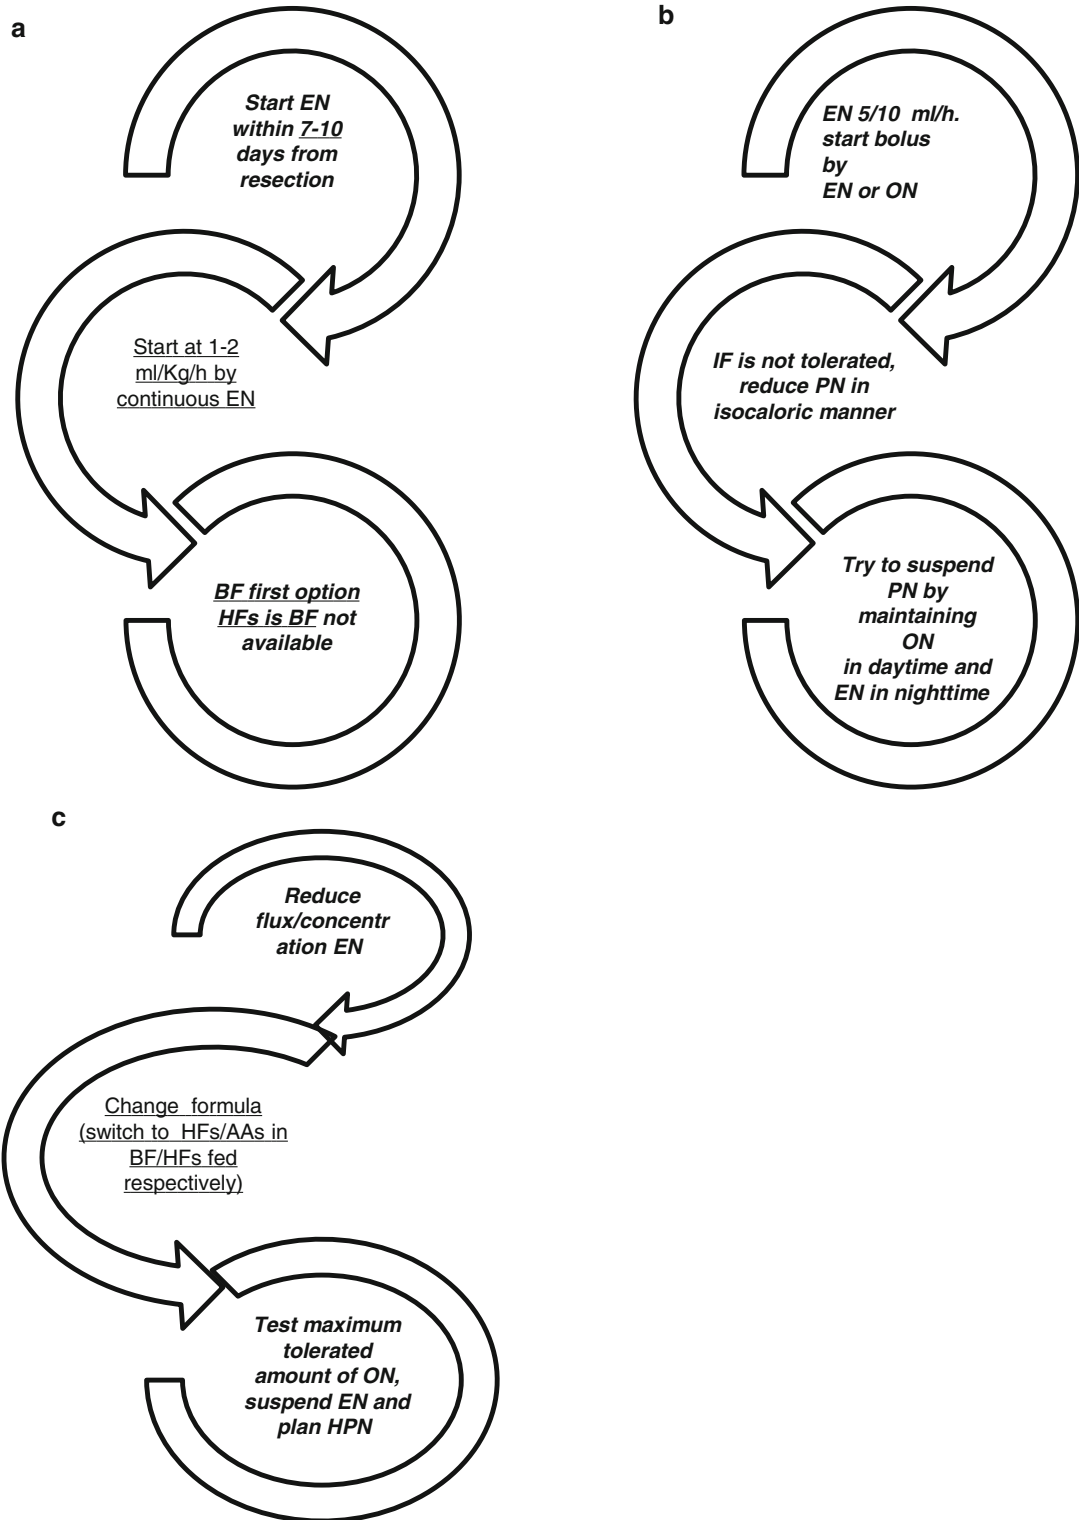 a
Start EN
within 7-10
days from
resection
Start at 1-2
ml/Kg/h by
continuous EN
BF first option
HFs is BF not
available
b
EN 5/10 ml/h.
start bolus
by
EN or ON
IF is not tolerated,
reduce PN in
isocaloric manner
Try to suspend
PN by
maintaining
ON
in daytime and
EN in nighttime
c
Reduce
flux/concentr
ation EN
Change formula
(switch to HFs/AAs in
BF/HFs fed
respectively)
Test maximum
tolerated
amount of ON,
suspend EN and
plan HPN